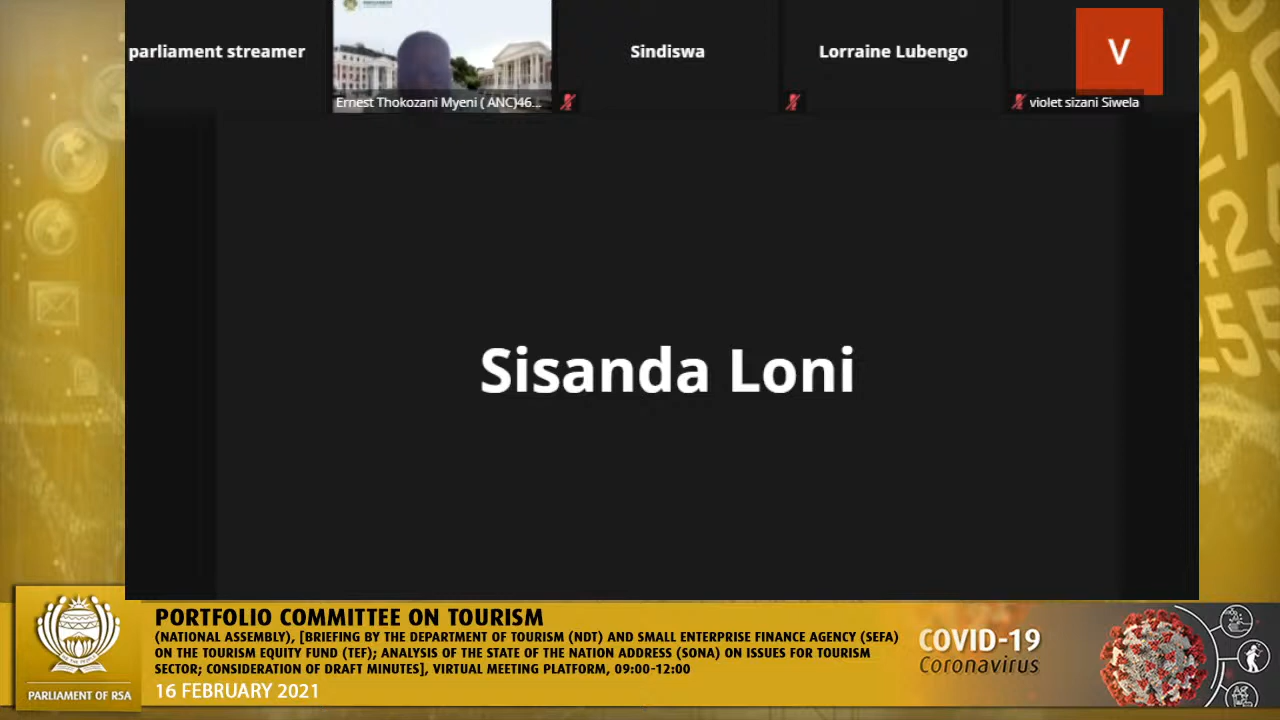 parliament streamer
Ernest Thokozani Myeni ( ANC)46...
Sindiswa
Lorraine Lubengo
V
violet sizani Siwela
Sisanda Loni
PORTFOLIO COMMITTEE ON TOURISM
(NATIONAL ASSEMBLY), [BRIEFING BY THE DEPARTMENT OF TOURISM (NDT) AND SMALL ENTERPRISE FINANCE AGENCY (SEFA)
ON THE TOURISM EQUITY FUND (TEF); ANALYSIS OF THE STATE OF THE NATION ADDRESS (SONA) ON ISSUES FOR TOURISM
SECTOR; CONSIDERATION OF DRAFT MINUTES], VIRTUAL MEETING PLATFORM, 09:00-12:00
16 FEBRUARY 2021
PARLIAMENT OF RSA
COVID-19
Coronavirus